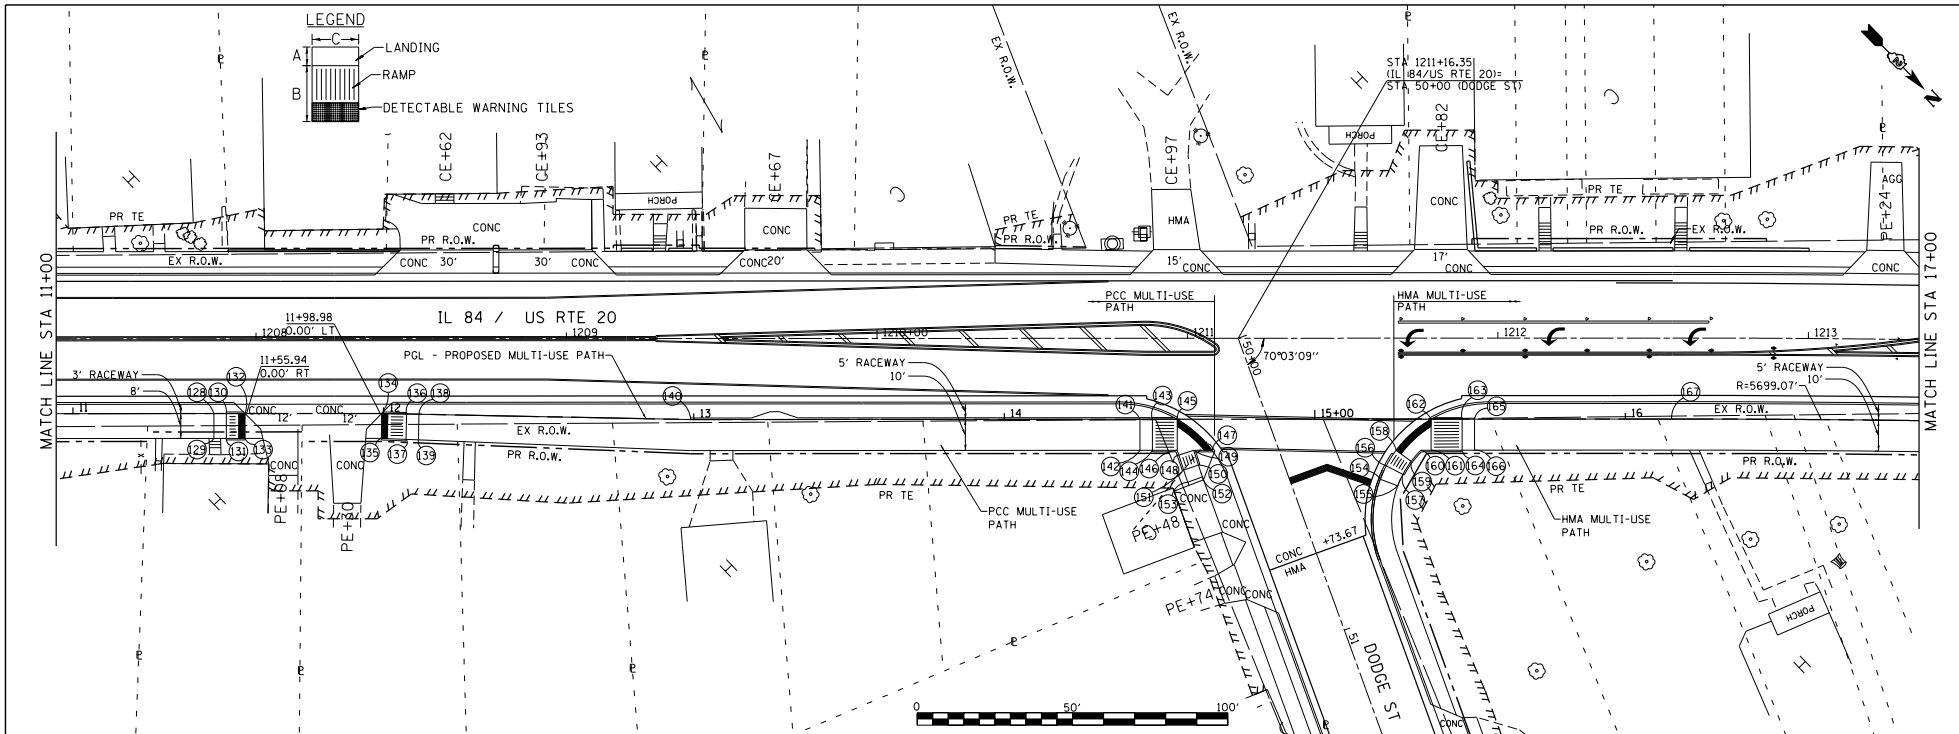 LEGEND
C
A
LANDING
RAMP
B
DETECTABLE WARNING TILES
EX R.O.W.
EX R.O.W.
STA 1211+16.35
(IL 84/US RTE 20)=
STA 50+00 (DODGE ST)
N
CE+62
CE+93
CE+67
CE+97
CE+82
PE+24
H
H
H
PORCH
PORCH
AGG
PR TE
PR TE
PR TE
CONC
CONC
HMA
CONC
PR R.O.W.
PR R.O.W.
PR R.O.W.
EX R.O.W.
EX R.O.W.
CONC
30'
30'
CONC
CONC
20'
15'
CONC
17'
CONC
CONC
MATCH LINE STA 11+00
MATCH LINE STA 17+00
PCC MULTI-USE
PATH
HMA MULTI-USE
PATH
11+98.98
0.00' LT
IL 84 / US RTE 20
1208
1209
1210+00
1211
1212
1213
50+00
70°03'09''
11+55.94
0.00' RT
PGL - PROPOSED MULTI-USE PATH
3' RACEWAY
8'
5' RACEWAY
10'
5' RACEWAY
10'
R=5699.07'
128
130
132
134
136
138
140
141
143
145
162
163
165
167
11
CONC
12'
CONC
12'
12
13
14
15+00
16
EX R.O.W.
EX R.O.W.
PR R.O.W.
PR R.O.W.
129
131
133
135
137
139
142
144
146
148
147
149
150
152
151
153
158
156
154
155
160
161
164
166
159
157
CONC
CONC
PE+08
PE+30
H
PR TE
PR TE
PCC MULTI-USE
PATH
HMA MULTI-USE
PATH
CONC
CONC
PE+48
PE+74
CONC
CONC
CONC
HMA
+73.67
H
PORCH
H
51
DODGE ST
CONC
0
50'
100'